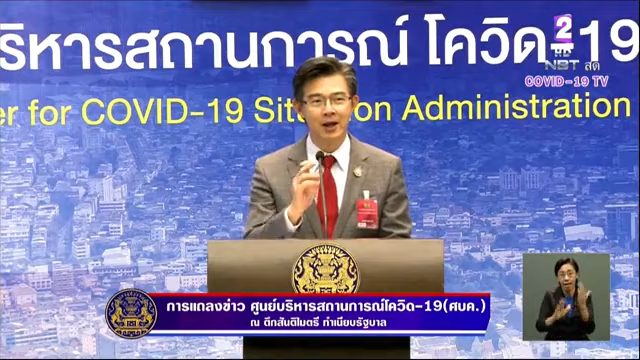 ริหารสถานการณ์ โควิด-19
2
NBT สด
COVID-19 TV
er for COVID-19 Situation Administration
การแถลงข่าว ศูนย์บริหารสถานการณ์โควิด-19(ศบค.)
ณ ตึกสันติไมตรี ทำเนียบรัฐบาล